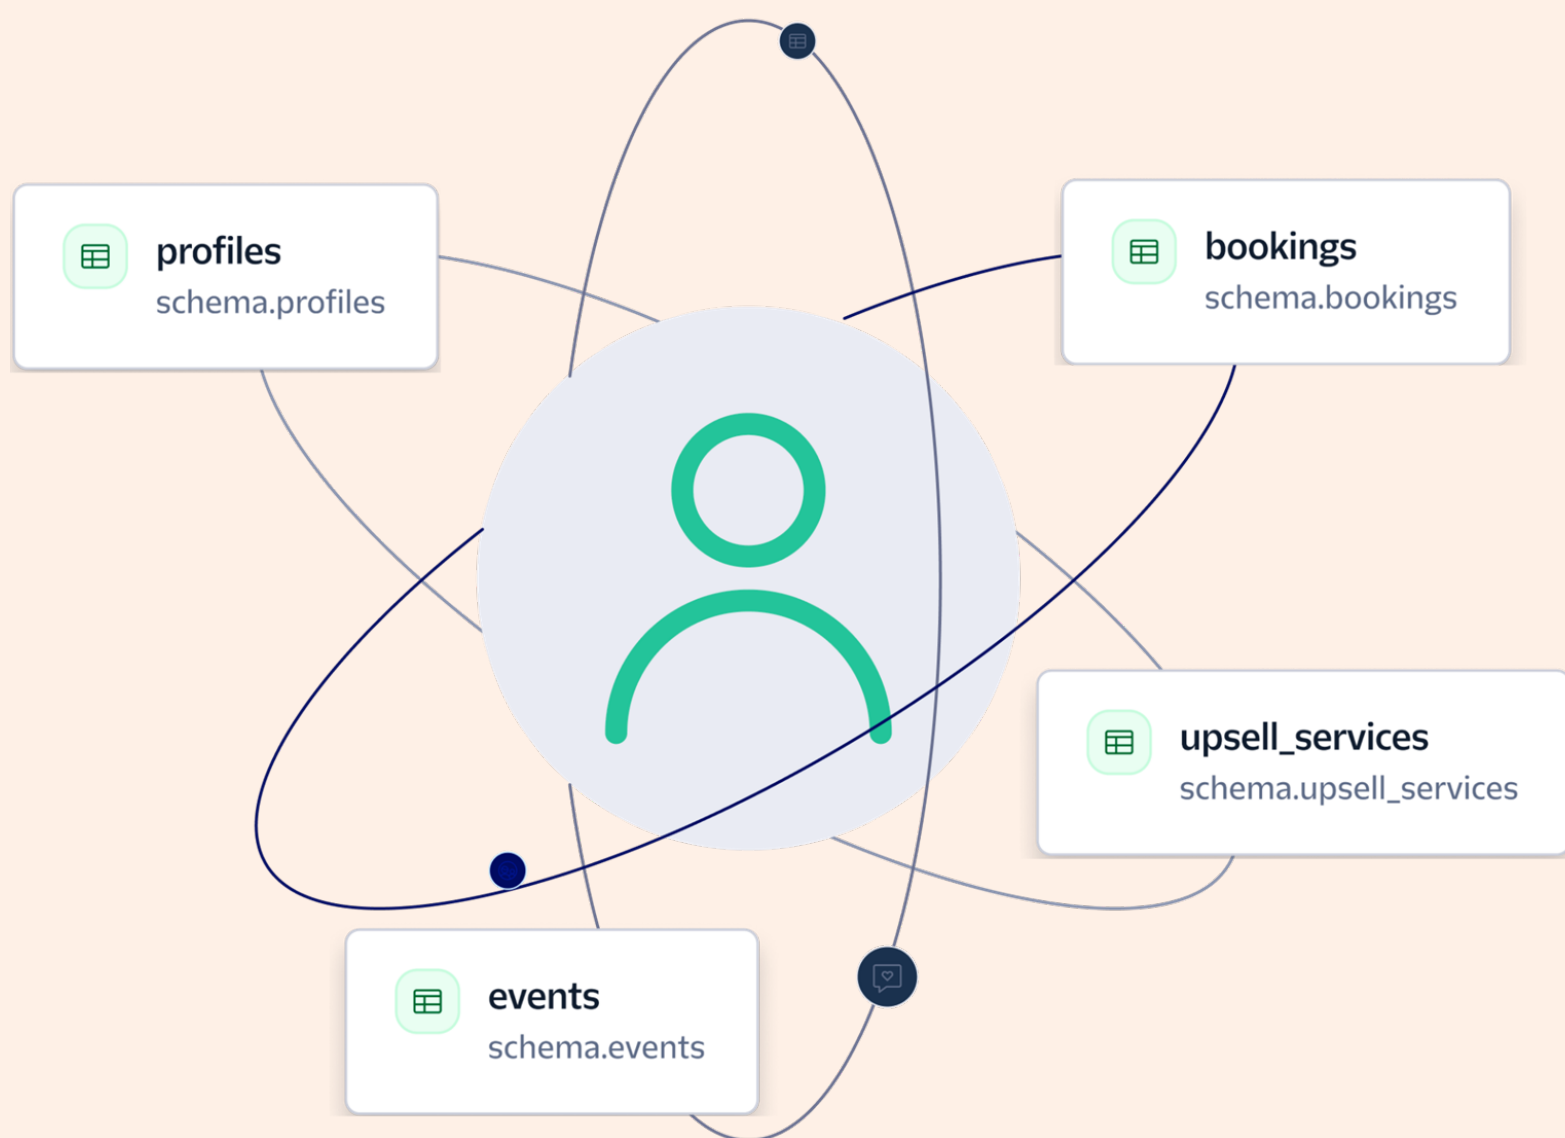 profiles
schema.profiles
bookings
schema.bookings
upsell_services
schema.upsell_services
events
schema.events